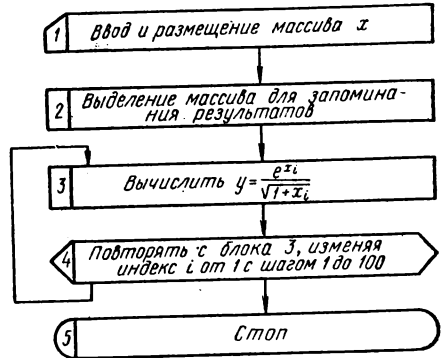 1 Ввод и размещение массива x
2 Выделение массива для запомина-
ния результатов
3 Вычислить y = e^{x_i} / √(1+x_i)
4 Повторять с блока 3, изменяя
индекс i от 1 с шагом 1 до 100
5 Стоп